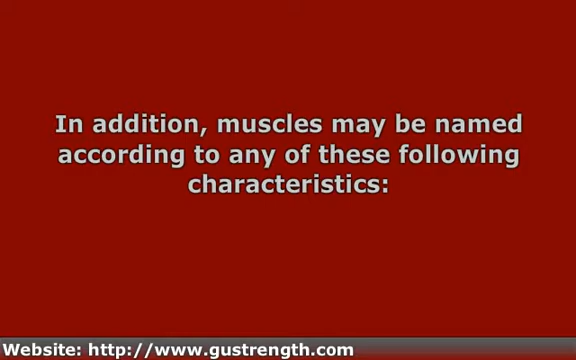 In addition, muscles may be named
according to any of these following
characteristics:
Website: http://www.gustrength.com